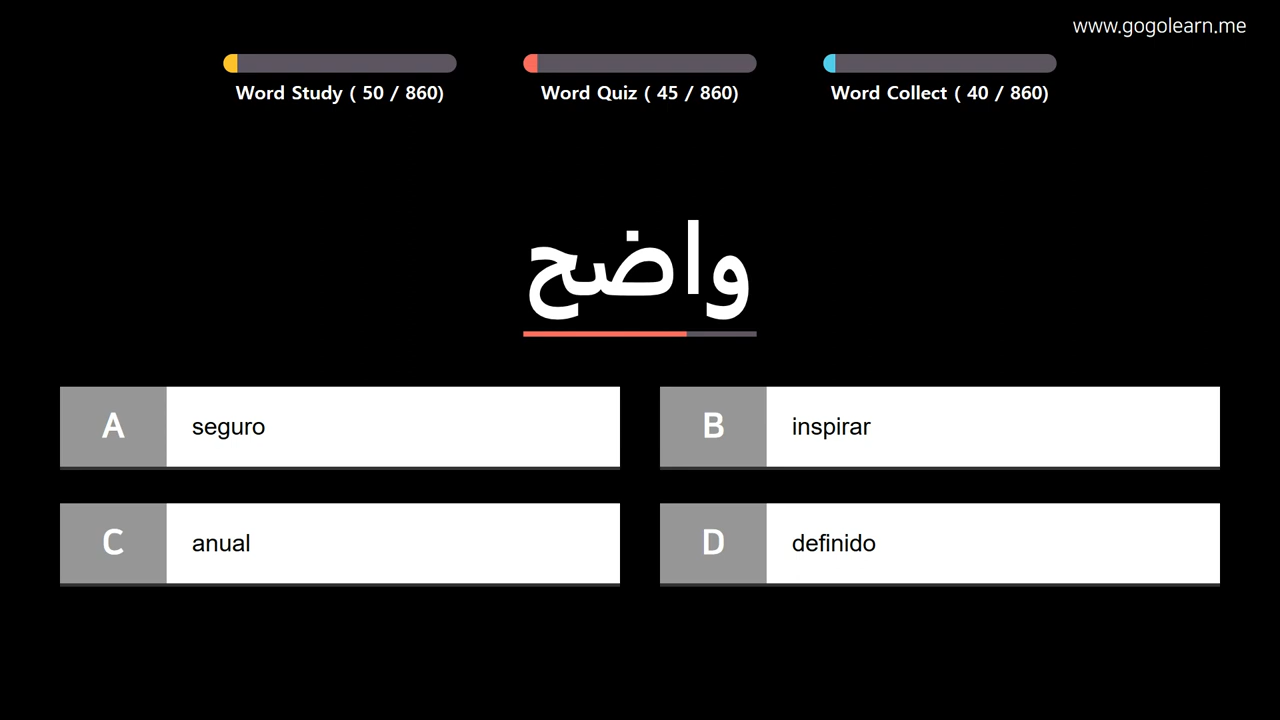 www.gogolearn.me
Word Study ( 50 / 860)
Word Quiz ( 45 / 860)
Word Collect ( 40 / 860)
واضح
A seguro
B inspirar
C anual
D definido